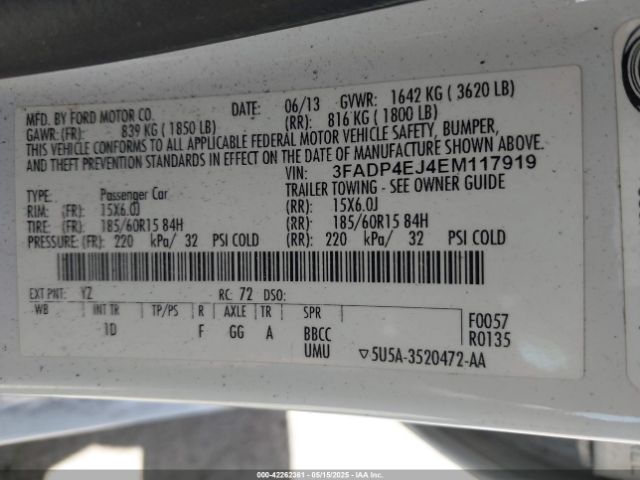 MFD. BY FORD MOTOR CO. DATE: 06/13 GVWR: 1642 KG ( 3620 LB)
GAWR: (FR): 839 KG ( 1850 LB) (RR): 816 KG ( 1800 LB)
THIS VEHICLE CONFORMS TO ALL APPLICABLE FEDERAL MOTOR VEHICLE SAFETY, BUMPER,
AND THEFT PREVENTION STANDARDS IN EFFECT ON THE DATE OF MANUFACTURE SHOWN ABOVE.
VIN: 3FADP4EJ4EM117919
TYPE: Passenger Car TRAILER TOWING - SEE OWNER GUIDE
RIM: (FR): 15X6.0J (RR): 15X6.0J
TIRE: (FR): 185/60R15 84H (RR): 185/60R15 84H
PRESSURE: (FR): 220 kPa/ 32 PSI COLD (RR): 220 kPa/ 32 PSI COLD
EXT PNT: YZ RC: 72 DSO:
WB INT TR TP/PS R AXLE TR SPR
1D F GG A BBCC
UMU
F0057
R0135
▽5U5A-3520472-AA
000-42262361 - 05/15/2025 - IAAI.COM